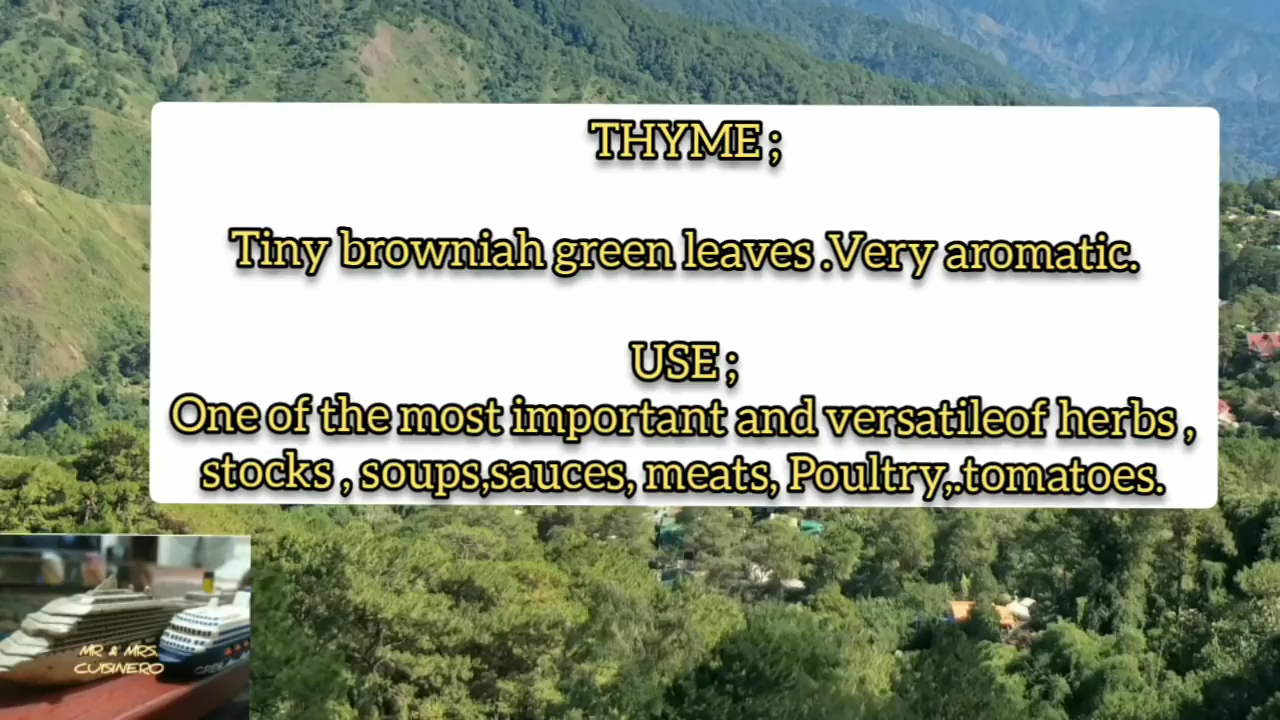 THYME ;
Tiny browniah green leaves .Very aromatic.
USE ;
One of the most important and versatileof herbs ,
stocks , soups,sauces, meats, Poultry,.tomatoes.
MR & MRS.
CUISINERO